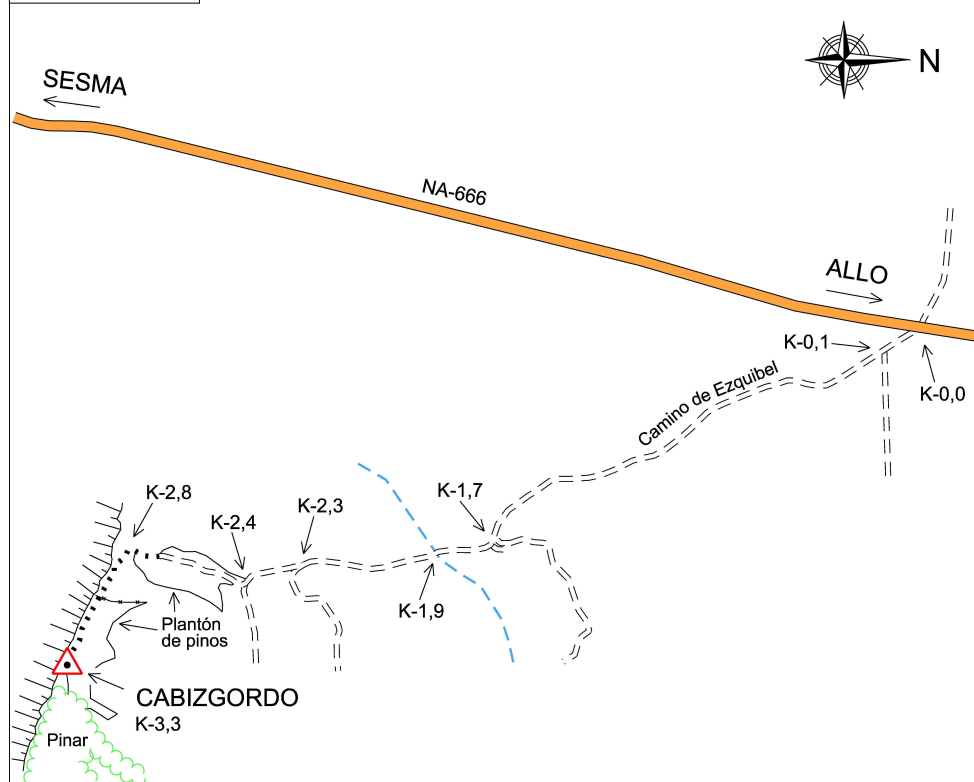 N
SESMA
NA-666
ALLO
K-0,1
K-0,0
Camino de Ezquibel
K-2,8
K-1,7
K-2,3
K-2,4
K-1,9
Plantón
de pinos
CABIZGORDO
K-3,3
Pinar